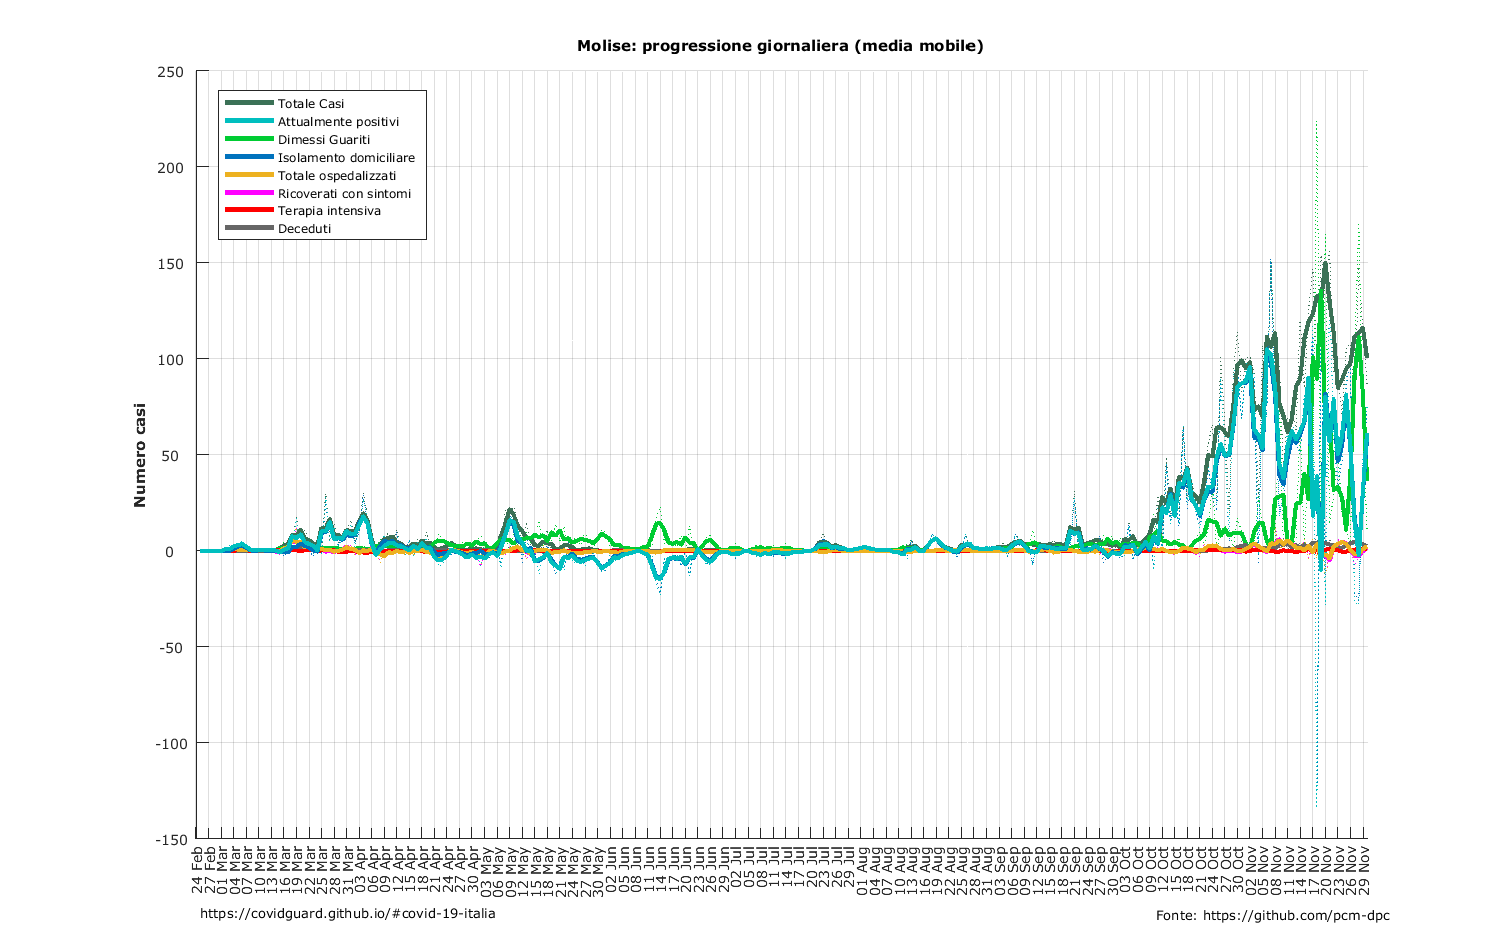 Molise: progressione giornaliera (media mobile)
250
200
150
100
50
0
-50
-100
-150
Numero casi
Totale Casi
Attualmente positivi
Dimessi Guariti
Isolamento domiciliare
Totale ospedalizzati
Ricoverati con sintomi
Terapia intensiva
Deceduti
24 Feb
27 Feb
01 Mar
04 Mar
07 Mar
10 Mar
13 Mar
16 Mar
19 Mar
22 Mar
25 Mar
28 Mar
31 Mar
03 Apr
06 Apr
09 Apr
12 Apr
15 Apr
18 Apr
21 Apr
24 Apr
27 Apr
30 Apr
03 May
06 May
09 May
12 May
15 May
18 May
21 May
24 May
27 May
30 May
02 Jun
05 Jun
08 Jun
11 Jun
14 Jun
17 Jun
20 Jun
23 Jun
26 Jun
29 Jun
02 Jul
05 Jul
08 Jul
11 Jul
14 Jul
17 Jul
20 Jul
23 Jul
26 Jul
29 Jul
01 Aug
04 Aug
07 Aug
10 Aug
13 Aug
16 Aug
19 Aug
22 Aug
25 Aug
28 Aug
31 Aug
03 Sep
06 Sep
09 Sep
12 Sep
15 Sep
18 Sep
21 Sep
24 Sep
27 Sep
30 Sep
03 Oct
06 Oct
09 Oct
12 Oct
15 Oct
18 Oct
21 Oct
24 Oct
27 Oct
30 Oct
02 Nov
05 Nov
08 Nov
11 Nov
14 Nov
17 Nov
20 Nov
23 Nov
26 Nov
29 Nov
https://covidguard.github.io/#covid-19-italia
Fonte: https://github.com/pcm-dpc